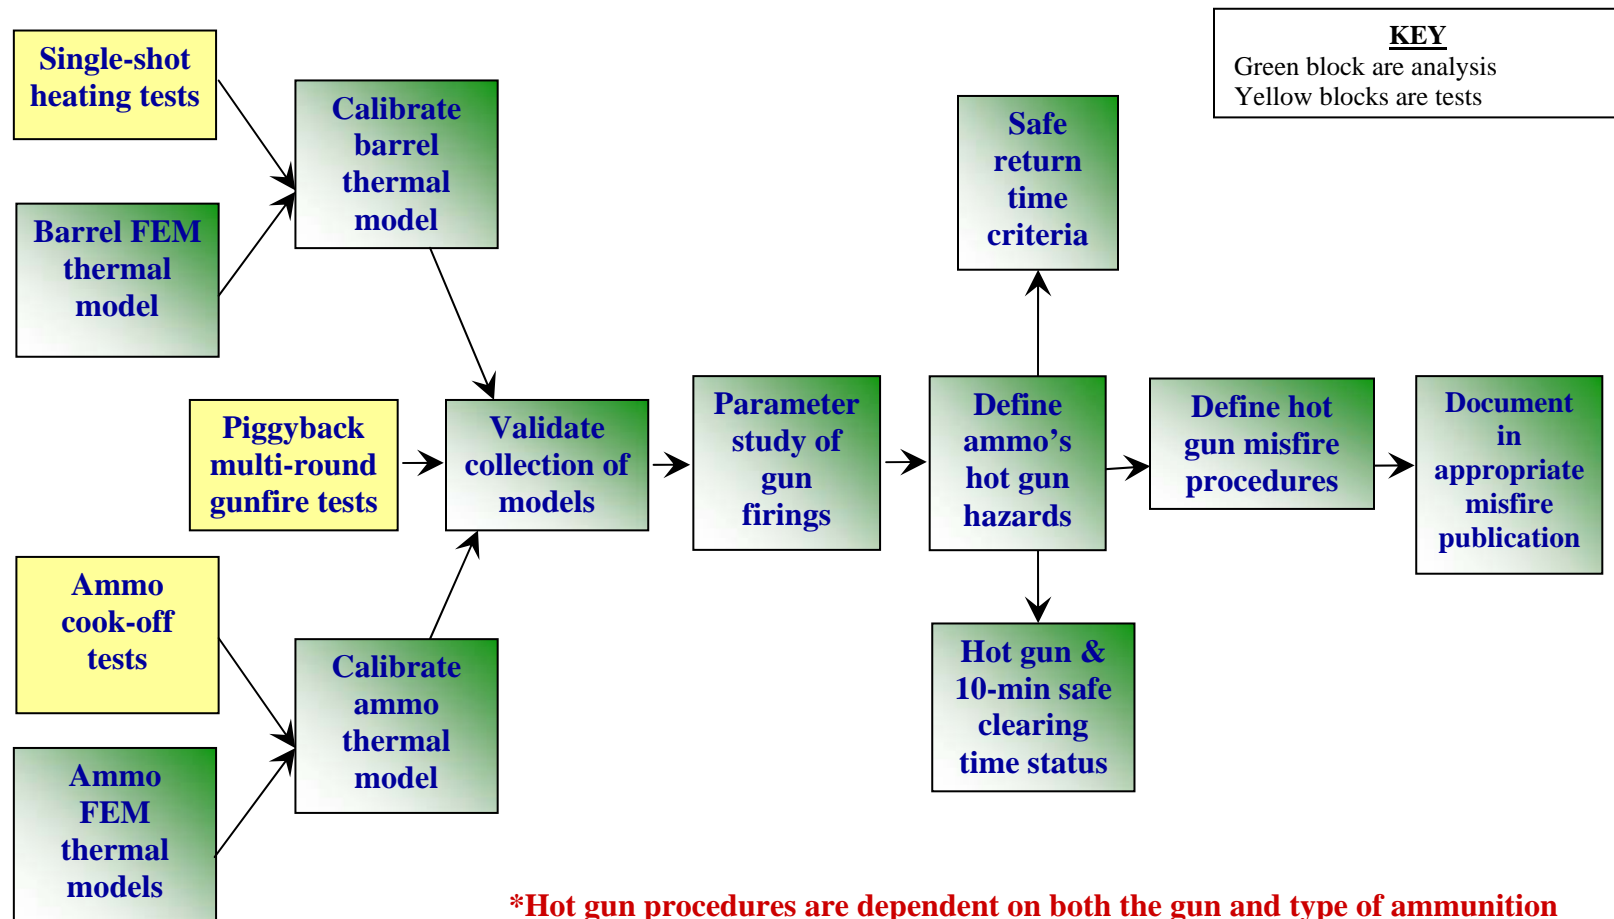 KEY
Green block are analysis
Yellow blocks are tests
Single-shot
heating tests
Calibrate
barrel
thermal
model
Barrel FEM
thermal
model
Safe
return
time
criteria
Piggyback
multi-round
gunfire tests
Validate
collection of
models
Parameter
study of
gun
firings
Define
ammo’s
hot gun
hazards
Define hot
gun misfire
procedures
Document
in
appropriate
misfire
publication
Ammo
cook-off
tests
Calibrate
ammo
thermal
model
Hot gun &
10-min safe
clearing
time status
Ammo
FEM
thermal
models
*Hot gun procedures are dependent on both the gun and type of ammunition